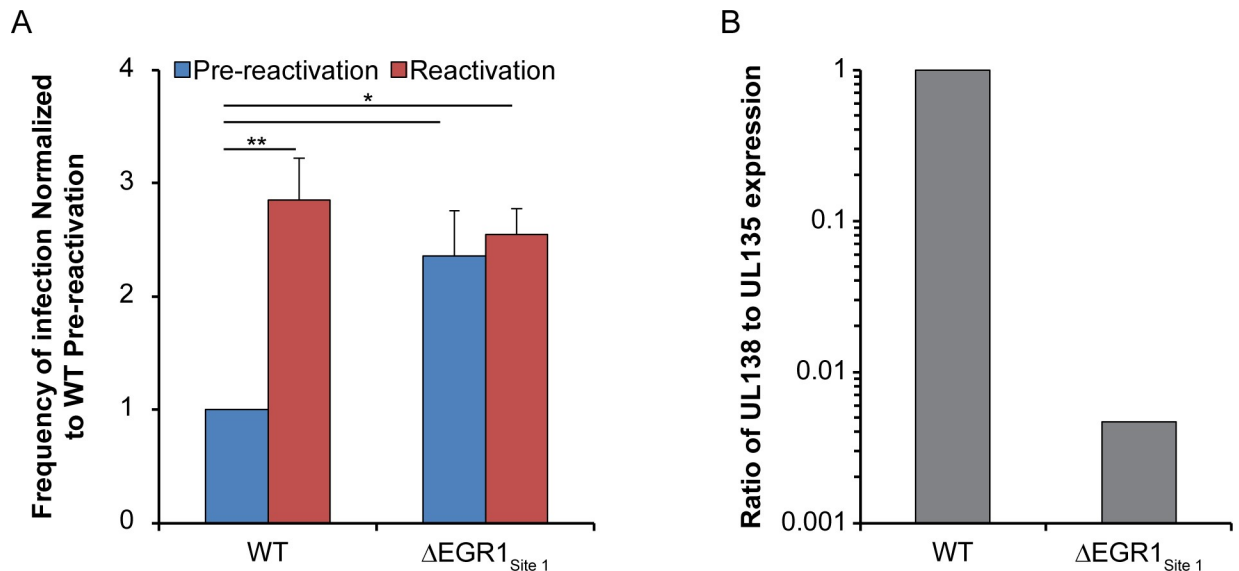 A
Frequency of infection Normalized
to WT Pre-reactivation
4
3
2
1
0
Pre-reactivation Reactivation
*
**
WT ΔEGR1Site 1
B
Ratio of UL138 to UL135 expression
1
0.1
0.01
0.001
WT ΔEGR1Site 1